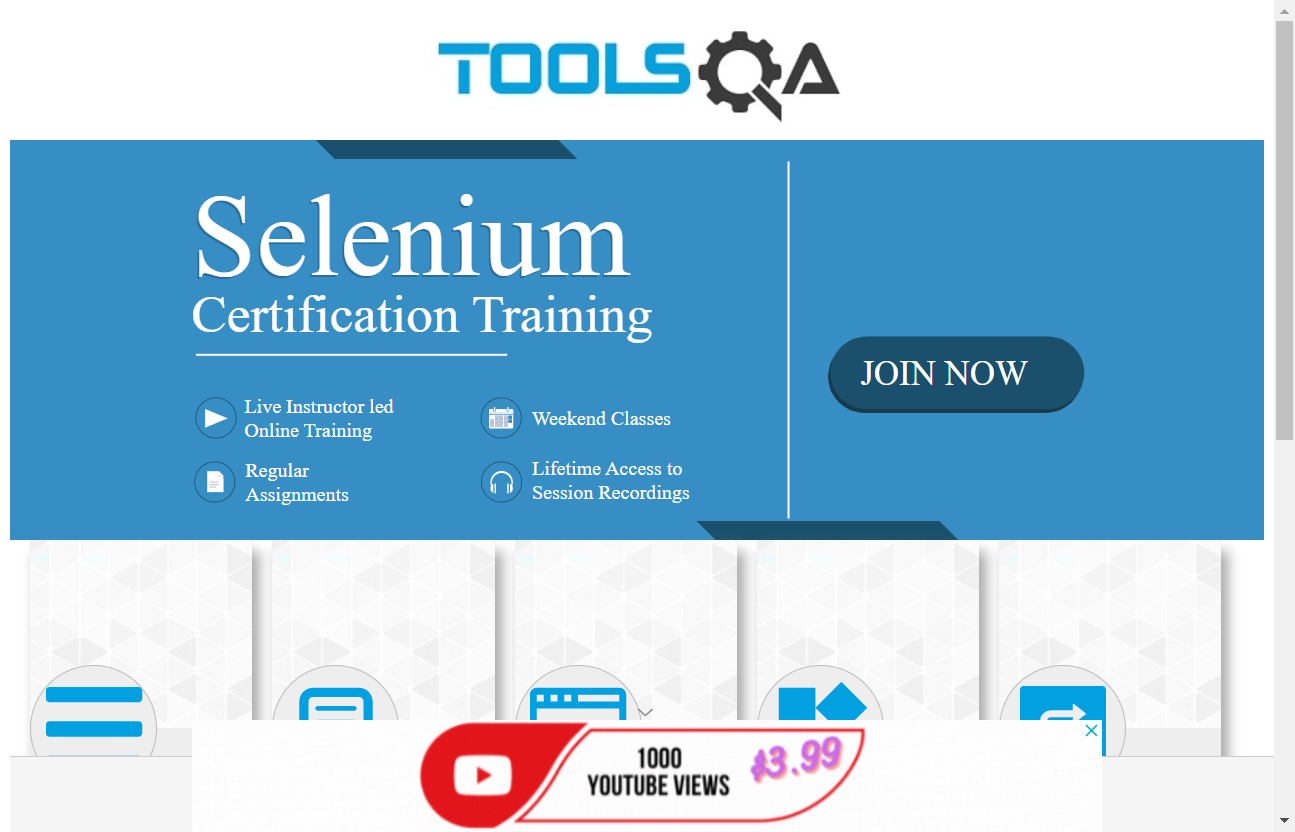 TOOLSQA
Selenium
Certification Training
Live Instructor led
Online Training
Weekend Classes
Regular
Assignments
Lifetime Access to
Session Recordings
JOIN NOW
1000
YOUTUBE VIEWS
$3.99